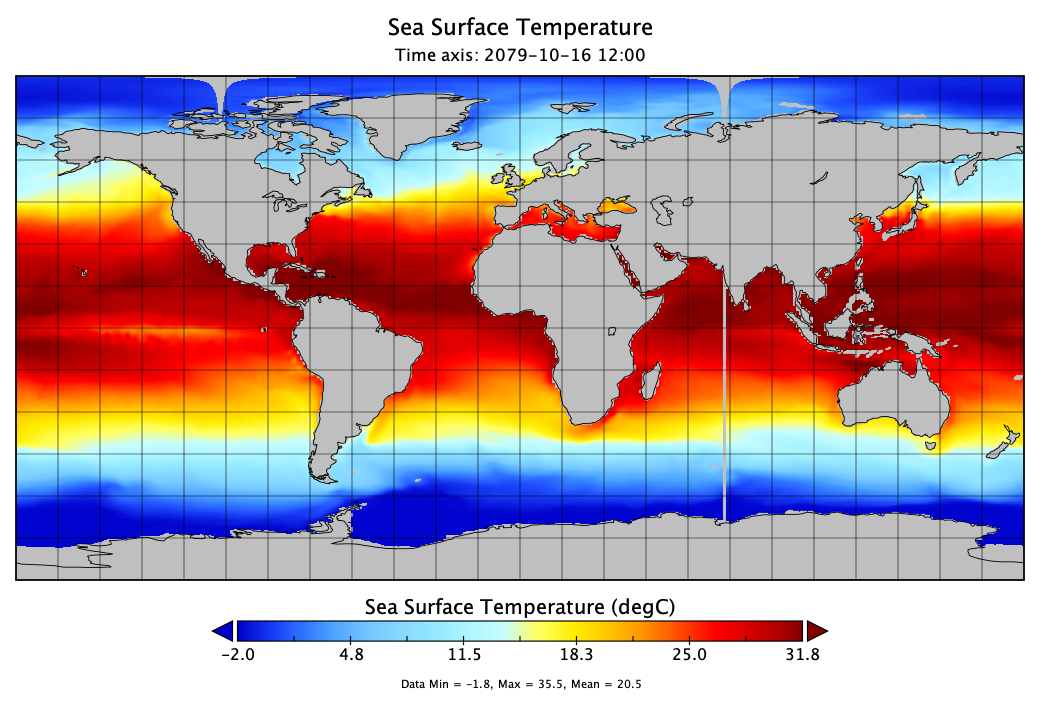 Sea Surface Temperature
Time axis: 2079-10-16 12:00
Sea Surface Temperature (degC)
-2.0 4.8 11.5 18.3 25.0 31.8
Data Min = -1.8, Max = 35.5, Mean = 20.5